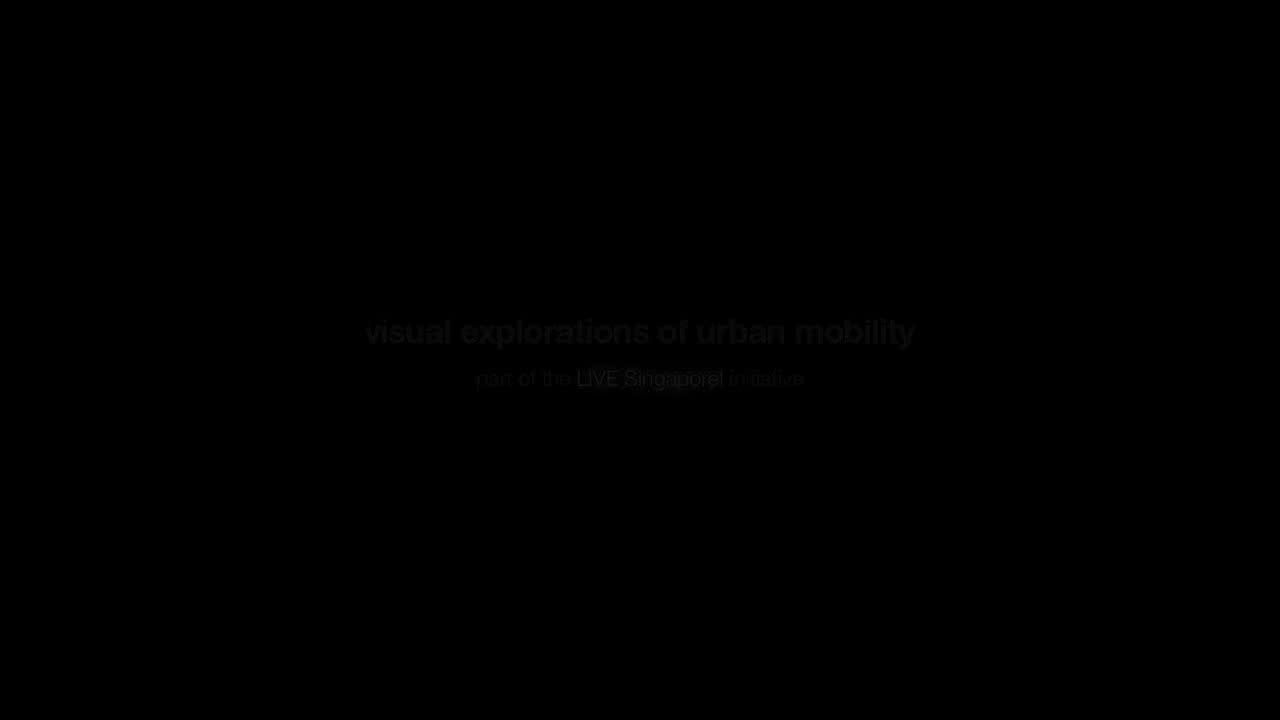 visual explorations of urban mobility
part of the LIVE Singapore! initiative